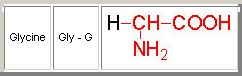 Glycine
Gly - G
H-CH-COOH
NH2